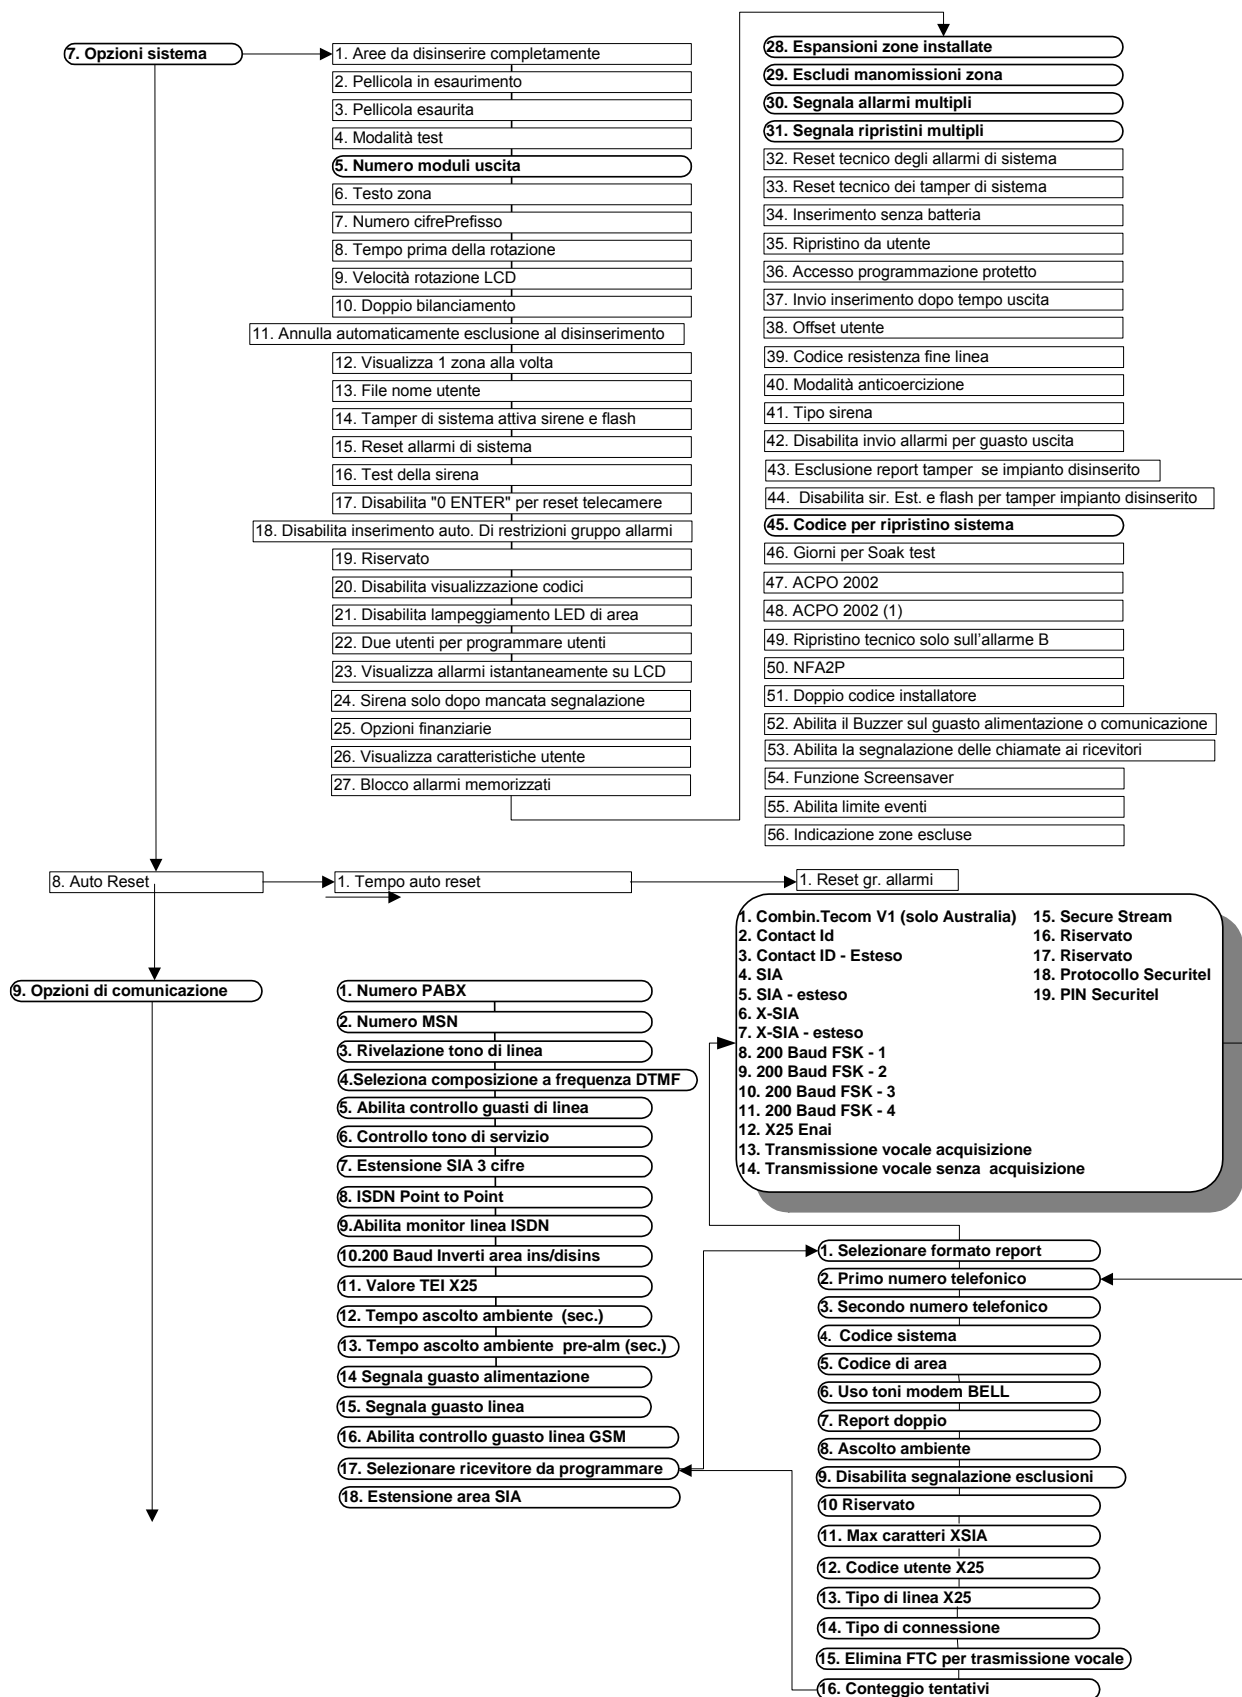 7. Opzioni sistema
1. Aree da disinserire completamente
2. Pellicola in esaurimento
3. Pellicola esaurita
4. Modalità test
5. Numero moduli uscita
6. Testo zona
7. Numero cifrePrefisso
8. Tempo prima della rotazione
9. Velocità rotazione LCD
10. Doppio bilanciamento
11. Annulla automaticamente esclusione al disinserimento
12. Visualizza 1 zona alla volta
13. File nome utente
14. Tamper di sistema attiva sirene e flash
15. Reset allarmi di sistema
16. Test della sirena
17. Disabilita "0 ENTER" per reset telecamere
18. Disabilita inserimento auto. Di restrizioni gruppo allarmi
19. Riservato
20. Disabilita visualizzazione codici
21. Disabilita lampeggiamento LED di area
22. Due utenti per programmare utenti
23. Visualizza allarmi istantaneamente su LCD
24. Sirena solo dopo mancata segnalazione
25. Opzioni finanziarie
26. Visualizza caratteristiche utente
27. Blocco allarmi memorizzati
28. Espansioni zone installate
29. Escludi manomissioni zona
30. Segnala allarmi multipli
31. Segnala ripristini multipli
32. Reset tecnico degli allarmi di sistema
33. Reset tecnico dei tamper di sistema
34. Inserimento senza batteria
35. Ripristino da utente
36. Accesso programmazione protetto
37. Invio inserimento dopo tempo uscita
38. Offset utente
39. Codice resistenza fine linea
40. Modalità anticoercizione
41. Tipo sirena
42. Disabilita invio allarmi per guasto uscita
43. Esclusione report tamper  se impianto disinserito
44.  Disabilita sir. Est. e flash per tamper impianto disinserito
45. Codice per ripristino sistema
46. Giorni per Soak test
47. ACPO 2002
48. ACPO 2002 (1)
49. Ripristino tecnico solo sull'allarme B
50. NFA2P
51. Doppio codice installatore
52. Abilita il Buzzer sul guasto alimentazione o comunicazione
53. Abilita la segnalazione delle chiamate ai ricevitori
54. Funzione Screensaver
55. Abilita limite eventi
56. Indicazione zone escluse
8. Auto Reset
1. Tempo auto reset
1. Reset gr. allarmi
9. Opzioni di comunicazione
1. Numero PABX
2. Numero MSN
3. Rivelazione tono di linea
4.Seleziona composizione a frequenza DTMF
5. Abilita controllo guasti di linea
6. Controllo tono di servizio
7. Estensione SIA 3 cifre
8. ISDN Point to Point
9.Abilita monitor linea ISDN
10.200 Baud Inverti area ins/disins
11. Valore TEI X25
12. Tempo ascolto ambiente  (sec.)
13. Tempo ascolto ambiente  pre-alm (sec.)
14 Segnala guasto alimentazione
15. Segnala guasto linea
16. Abilita controllo guasto linea GSM
17. Selezionare ricevitore da programmare
18. Estensione area SIA
1. Combin.Tecom V1 (solo Australia)
2. Contact Id
3. Contact ID - Esteso
4. SIA
5. SIA - esteso
6. X-SIA
7. X-SIA - esteso
8. 200 Baud FSK - 1
9. 200 Baud FSK - 2
10. 200 Baud FSK - 3
11. 200 Baud FSK - 4
12. X25 Enai
13. Transmissione vocale acquisizione
14. Transmissione vocale senza  acquisizione
15. Secure Stream
16. Riservato
17. Riservato
18. Protocollo Securitel
19. PIN Securitel
1. Selezionare formato report
2. Primo numero telefonico
3. Secondo numero telefonico
4.  Codice sistema
5. Codice di area
6. Uso toni modem BELL
7. Report doppio
8. Ascolto ambiente
9. Disabilita segnalazione esclusioni
10 Riservato
11. Max caratteri XSIA
12. Codice utente X25
13. Tipo di linea X25
14. Tipo di connessione
15. Elimina FTC per trasmissione vocale
16. Conteggio tentativi